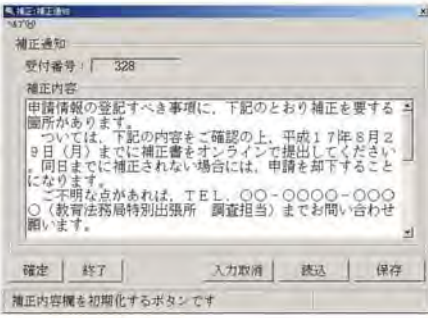 補正:補正通知
ﾍﾙﾌﾟ(H)
補正通知
受付番号： 328
補正内容
申請情報の登記すべき事項に、下記のとおり補正を要する
箇所があります。
　ついては、下記の内容をご確認の上、平成１７年８月２
９日（月）までに補正書をオンラインで提出してください
。同日までに補正されない場合には、申請を却下すること
になります。
　ご不明な点があれば、ＴＥＬ．〇〇－〇〇〇〇－〇〇〇
〇（教育法務局特別出張所　調査担当）までお問い合わせ
願います。
確定 終了 入力取消 読込 保存
補正内容欄を初期化するボタンです